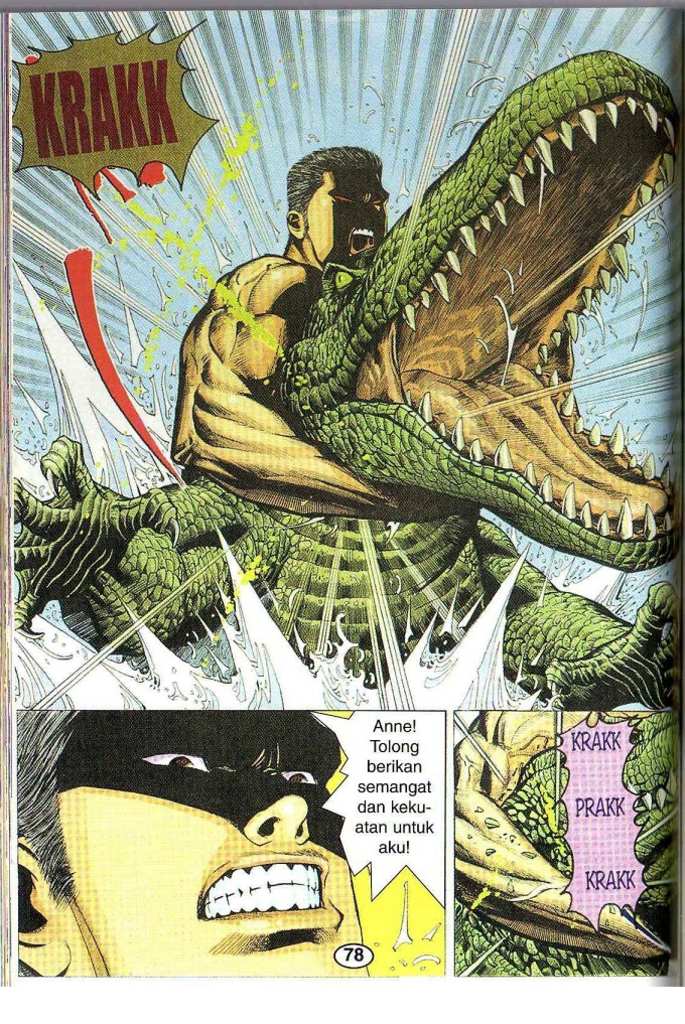 KRAKK
Anne!
Tolong
berikan
semangat
dan keku-
atan untuk
aku!
KRAKK
PRAKK
KRAKK
78